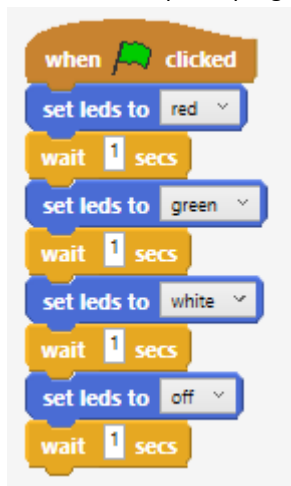 when clicked
set leds to red
wait 1 secs
set leds to green
wait 1 secs
set leds to white
wait 1 secs
set leds to off
wait 1 secs